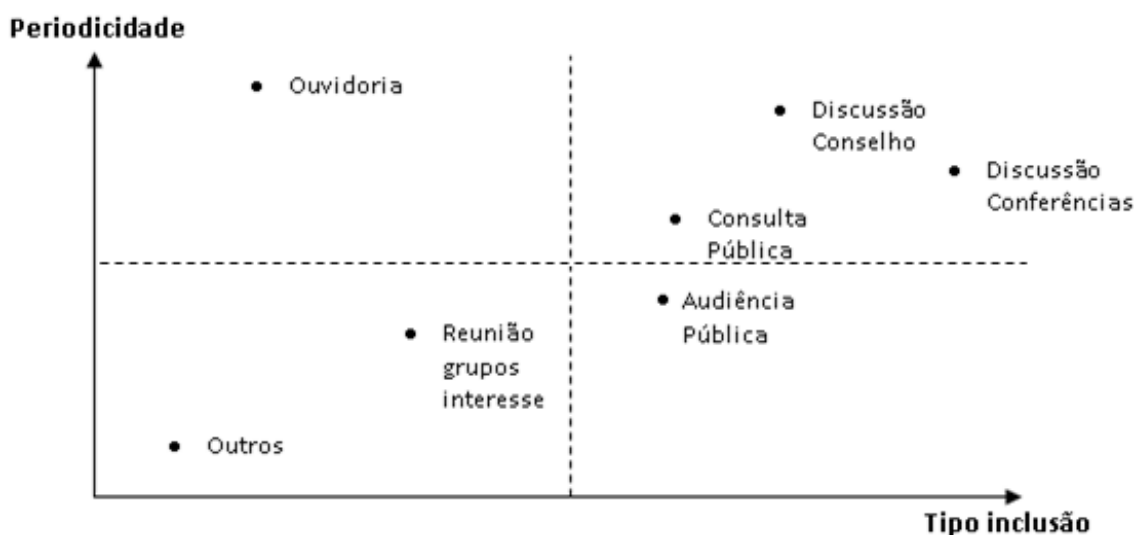 Periodicidade
Ouvidoria
Discussão
Conselho
Discussão
Conferências
Consulta
Pública
Audiência
Pública
Reunião
grupos
interesse
Outros
Tipo inclusão